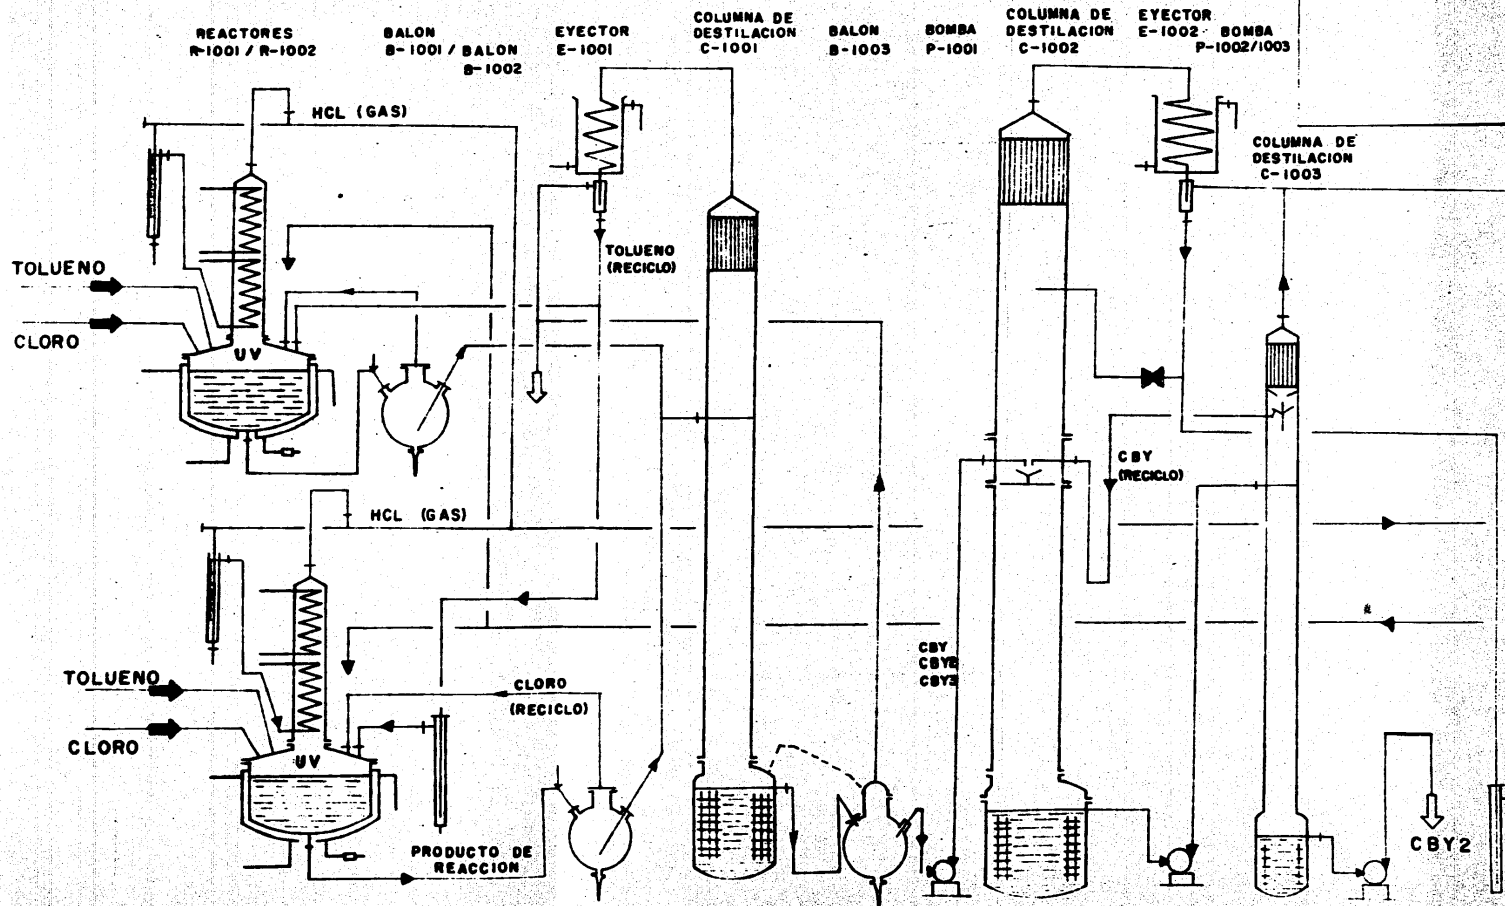 REACTORES
R-1001 / R-1002
BALON
B-1001 / BALON
B-1002
EYECTOR
E-1001
COLUMNA DE
DESTILACION
C-1001
BALON
B-1003
BOMBA
P-1001
COLUMNA DE
DESTILACION
C-1002
EYECTOR
E-1002
BOMBA
P-1002/1003
COLUMNA DE
DESTILACION
C-1003
HCL (GAS)
TOLUENO
CLORO
UV
TOLUENO
(RECICLO)
CBY
(RECICLO)
HCL (GAS)
TOLUENO
CLORO
UV
CLORO
(RECICLO)
PRODUCTO DE
REACCION
CBY
CBY2
CBY3
CBY2